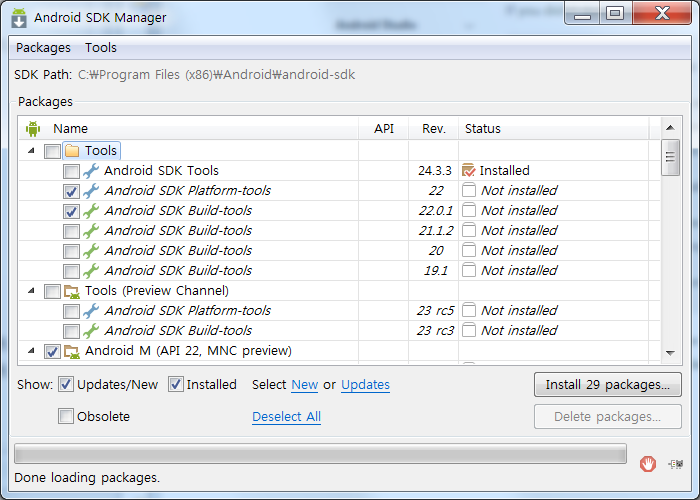 Android SDK Manager
Packages Tools
SDK Path: C:₩Program Files (x86)₩Android₩android-sdk
Packages
Name API Rev. Status
Tools
Android SDK Tools 24.3.3 Installed
Android SDK Platform-tools 22 Not installed
Android SDK Build-tools 22.0.1 Not installed
Android SDK Build-tools 21.1.2 Not installed
Android SDK Build-tools 20 Not installed
Android SDK Build-tools 19.1 Not installed
Tools (Preview Channel)
Android SDK Platform-tools 23 rc5 Not installed
Android SDK Build-tools 23 rc3 Not installed
Android M (API 22, MNC preview)
Show: Updates/New Installed Select New or Updates Install 29 packages...
Obsolete Deselect All Delete packages...
Done loading packages.